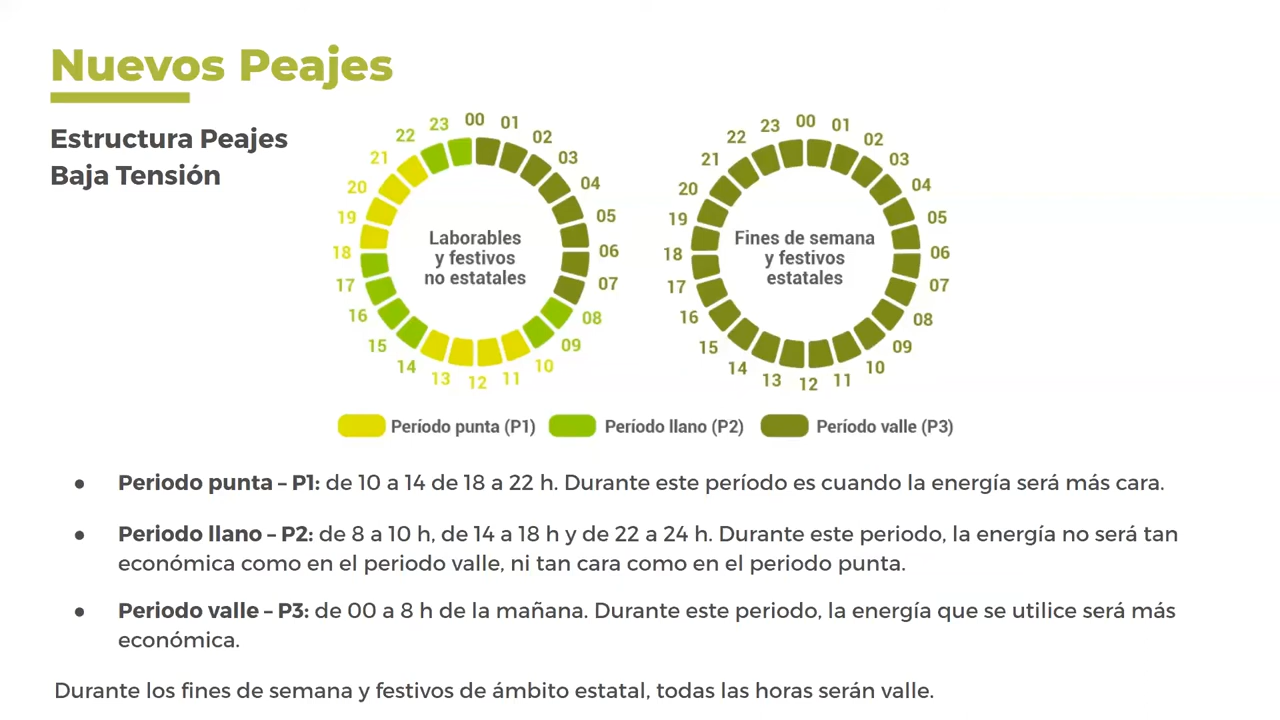 Nuevos Peajes
Estructura Peajes
Baja Tensión
00
01
02
03
04
05
06
07
08
09
10
11
12
13
14
15
16
17
18
19
20
21
22
23
Laborables
y festivos
no estatales
00
01
02
03
04
05
06
07
08
09
10
11
12
13
14
15
16
17
18
19
20
21
22
23
Fines de semana
y festivos
estatales
Período punta (P1)
Período llano (P2)
Período valle (P3)
● Periodo punta – P1: de 10 a 14 de 18 a 22 h. Durante este período es cuando la energía será más cara.
● Periodo llano – P2: de 8 a 10 h, de 14 a 18 h y de 22 a 24 h. Durante este periodo, la energía no será tan
económica como en el periodo valle, ni tan cara como en el periodo punta.
● Periodo valle – P3: de 00 a 8 h de la mañana. Durante este periodo, la energía que se utilice será más
económica.
Durante los fines de semana y festivos de ámbito estatal, todas las horas serán valle.